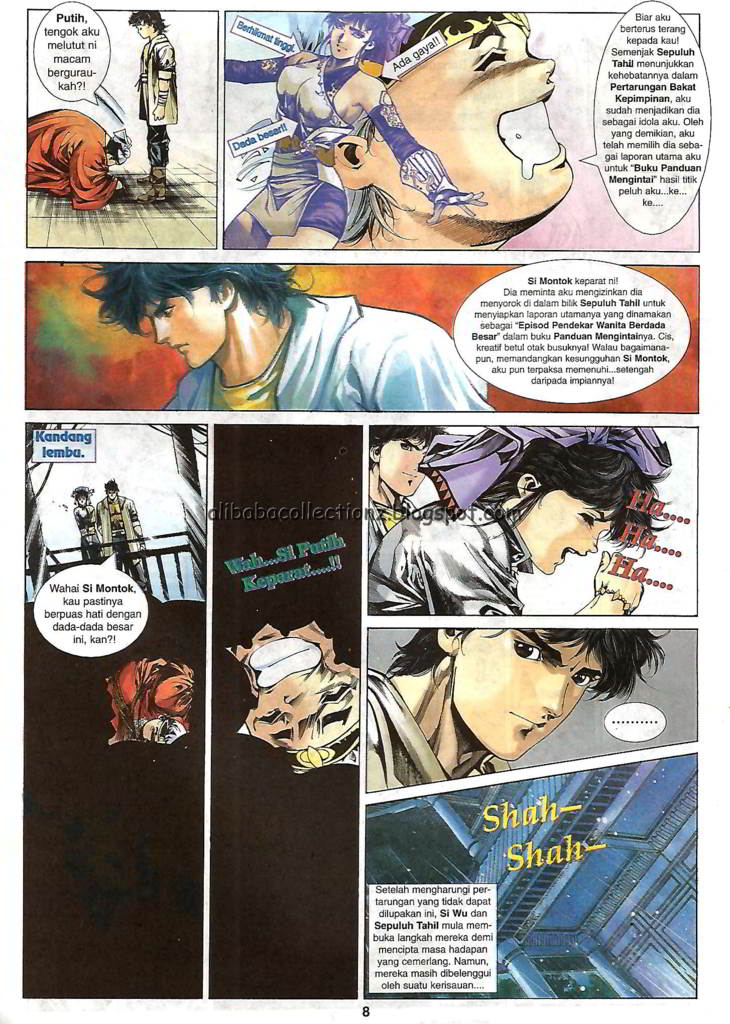 Putih,
tengok aku
melutut ni
macam
bergurau-
kah?!
Berhikmat tinggi.
Ada gaya!!
Dada besar!!
Biar aku
berterus terang
kepada kau!
Semenjak Sepuluh
Tahil menunjukkan
kehebatannya dalam
Pertarungan Bakat
Kepimpinan, aku
sudah menjadikan dia
sebagai idola aku. Oleh
yang demikian, aku
telah memilih dia seba-
gai laporan utama aku
untuk "Buku Panduan
Mengintai" hasil titik
peluh aku...ke...
ke....
Si Montok keparat ni!
Dia meminta aku mengizinkan dia
menyorok di dalam bilik Sepuluh Tahil untuk
menyiapkan laporan utamanya yang dinamakan
sebagai "Episod Pendekar Wanita Berdada
Besar" dalam buku Panduan Mengintainya. Cis,
kreatif betul otak busuknya! Walau bagaimana-
pun, memandangkan kesungguhan Si Montok,
aku pun terpaksa memenuhi...setengah
daripada impiannya!
Kandang
lembu.
Wahai Si Montok,
kau pastinya
berpuas hati dengan
dada-dada besar
ini, kan?!
alibabacollectionz.blogspot.com
Wah...Si Putih
Keparat....!!
Ha....
Ha....
Ha....
..........
Shah—
Shah—
Setelah mengharungi per-
tarungan yang tidak dapat
dilupakan ini, Si Wu dan
Sepuluh Tahil mula mem-
buka langkah mereka demi
mencipta masa hadapan
yang cemerlang. Namun,
mereka masih dibelenggui
oleh suatu kerisauan....
8